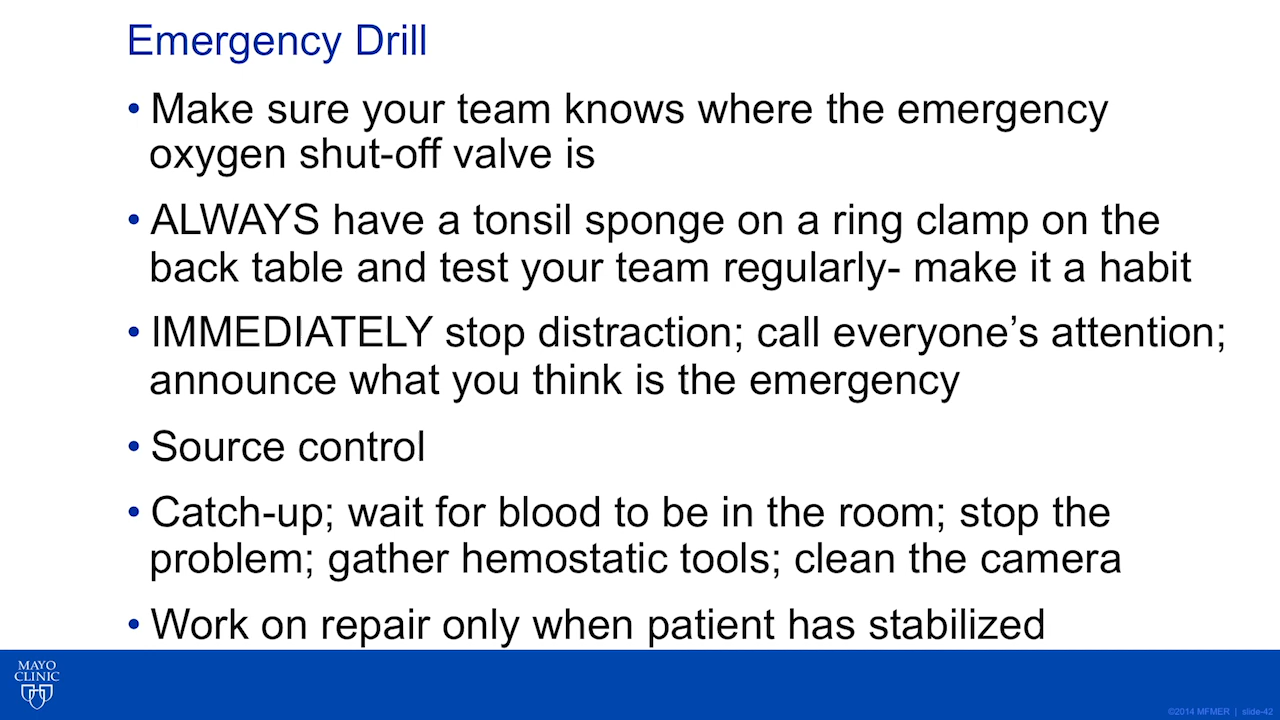 Emergency Drill
• Make sure your team knows where the emergency
oxygen shut-off valve is
• ALWAYS have a tonsil sponge on a ring clamp on the
back table and test your team regularly- make it a habit
• IMMEDIATELY stop distraction; call everyone’s attention;
announce what you think is the emergency
• Source control
• Catch-up; wait for blood to be in the room; stop the
problem; gather hemostatic tools; clean the camera
• Work on repair only when patient has stabilized
MAYO
CLINIC
©2014 MFMER | slide-42